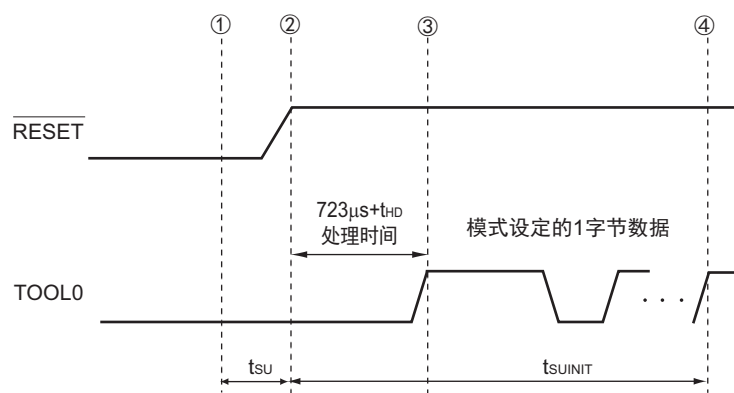 ① ② ③ ④
RESET
723μs+tHD
处理时间
模式设定的1字节数据
TOOL0
· · ·
tSU
tSUINIT